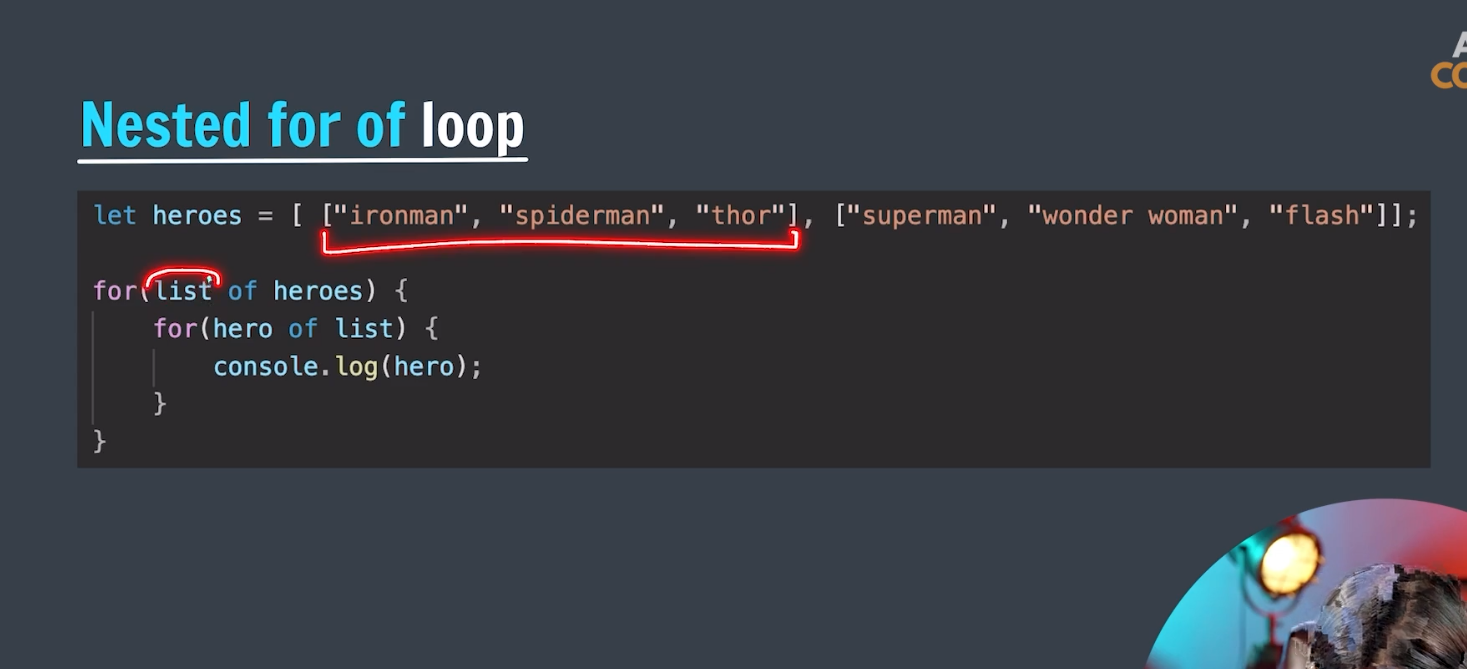 Nested for of loop
let heroes = [ ["ironman", "spiderman", "thor"], ["superman", "wonder woman", "flash"]];
for(list of heroes) {
    for(hero of list) {
        console.log(hero);
    }
}